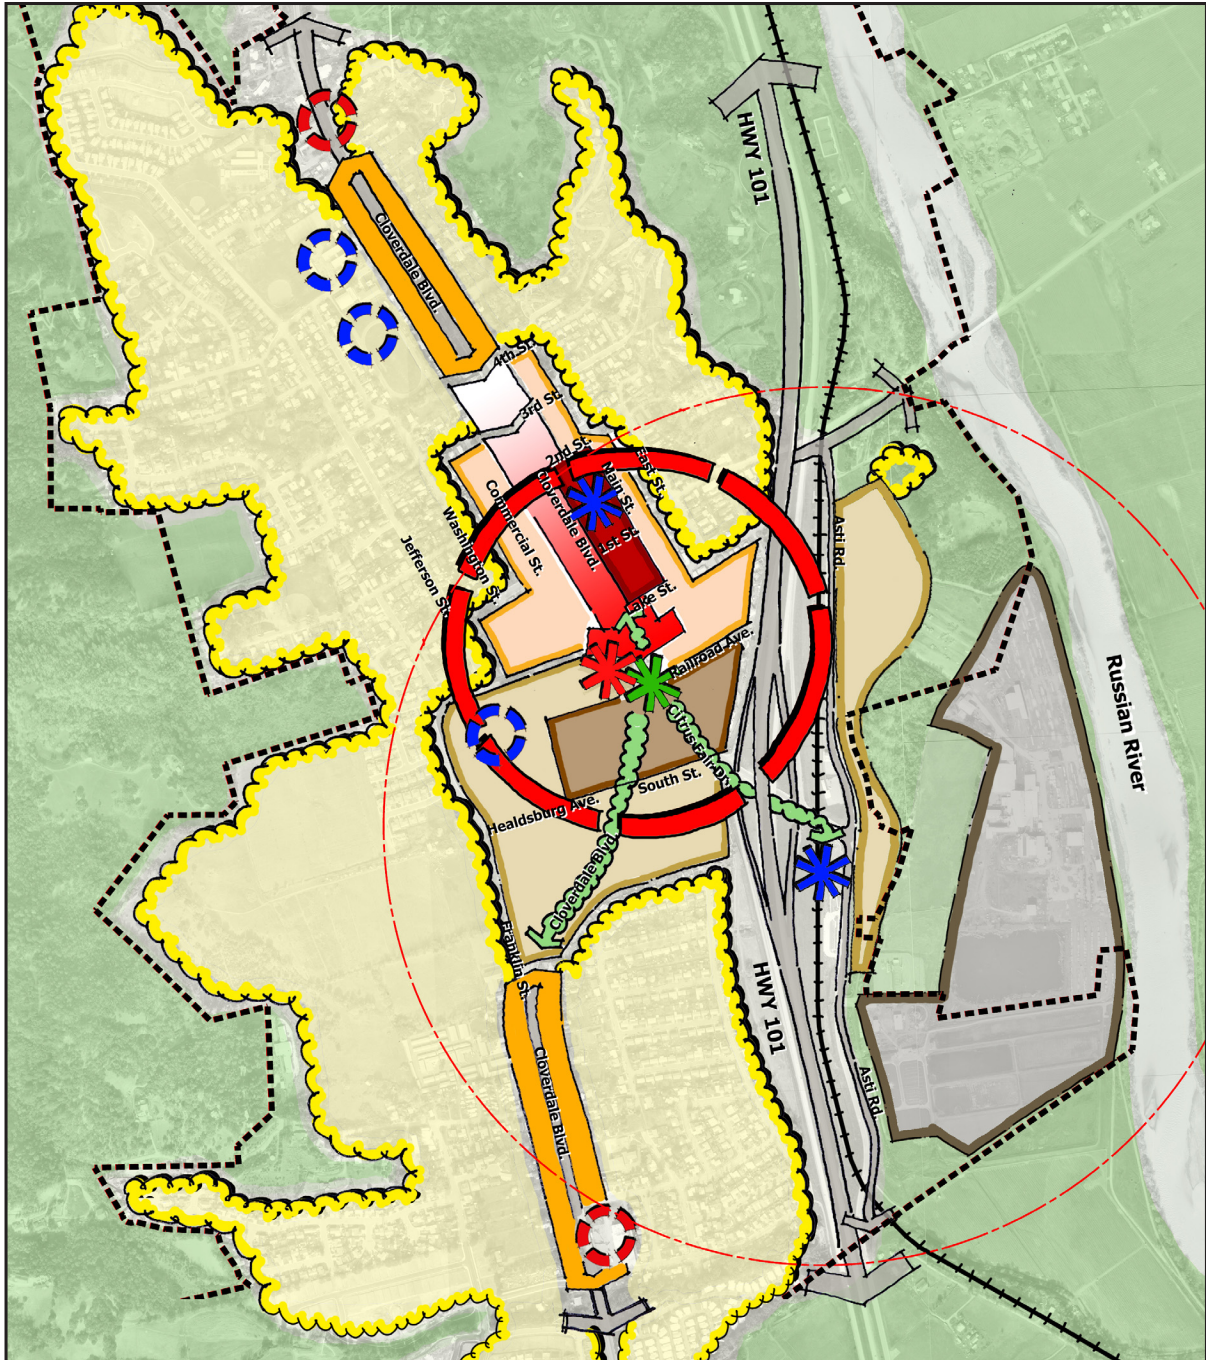 HWY 101
Cloverdale Blvd.
4th St.
3rd St.
2nd St.
East St.
Main St.
Cloverdale Blvd.
Commercial St.
Washington St.
Jefferson St.
1st St.
Asti Rd.
Lake St.
Railroad Ave.
Russian River
Citrus Fair Dr.
South St.
Healdsburg Ave.
Cloverdale Blvd.
Franklin St.
HWY 101
Cloverdale Blvd.
Asti Rd.